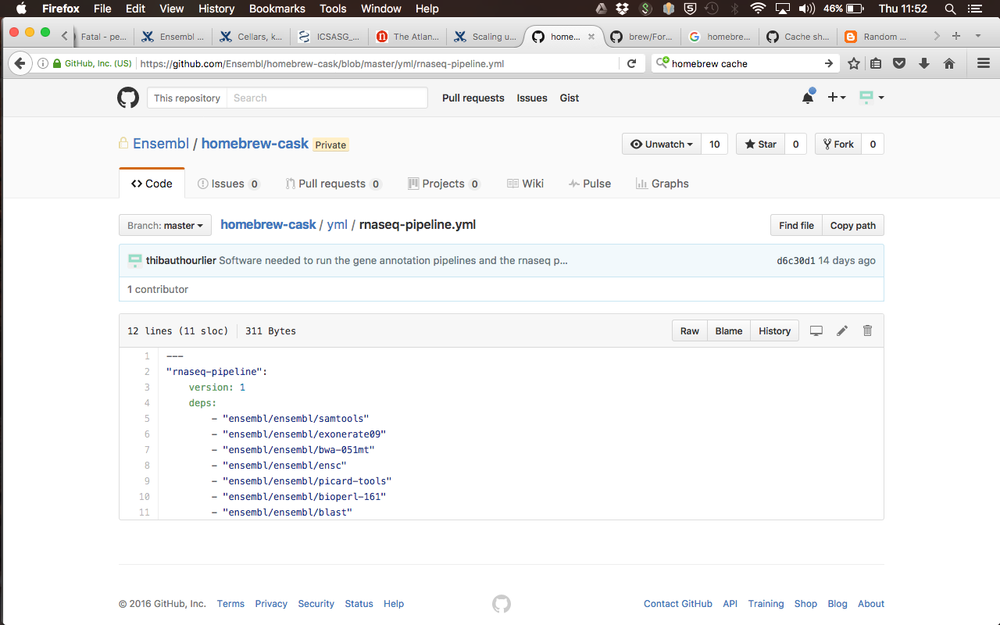 Firefox File Edit View History Bookmarks Tools Window Help 46% Thu 11:52
Fatal - pe... Ensembl ... Cellars, k... ICSASG_... The Atlan... Scaling u... home... brew/For... homebre... Cache sh... Random ...
GitHub, Inc. (US) https://github.com/Ensembl/homebrew-cask/blob/master/yml/rnaseq-pipeline.yml homebrew cache
This repository Search Pull requests Issues Gist
Ensembl / homebrew-cask Private Unwatch 10 Star 0 Fork 0
Code Issues 0 Pull requests 0 Projects 0 Wiki Pulse Graphs
Branch: master homebrew-cask / yml / rnaseq-pipeline.yml Find file Copy path
thibauthourlier Software needed to run the gene annotation pipelines and the rnaseq p... d6c30d1 14 days ago
1 contributor
12 lines (11 sloc) 311 Bytes Raw Blame History
1 ---
2 "rnaseq-pipeline":
3 version: 1
4 deps:
5 - "ensembl/ensembl/samtools"
6 - "ensembl/ensembl/exonerate09"
7 - "ensembl/ensembl/bwa-051mt"
8 - "ensembl/ensembl/ensc"
9 - "ensembl/ensembl/picard-tools"
10 - "ensembl/ensembl/bioperl-161"
11 - "ensembl/ensembl/blast"
© 2016 GitHub, Inc. Terms Privacy Security Status Help Contact GitHub API Training Shop Blog About